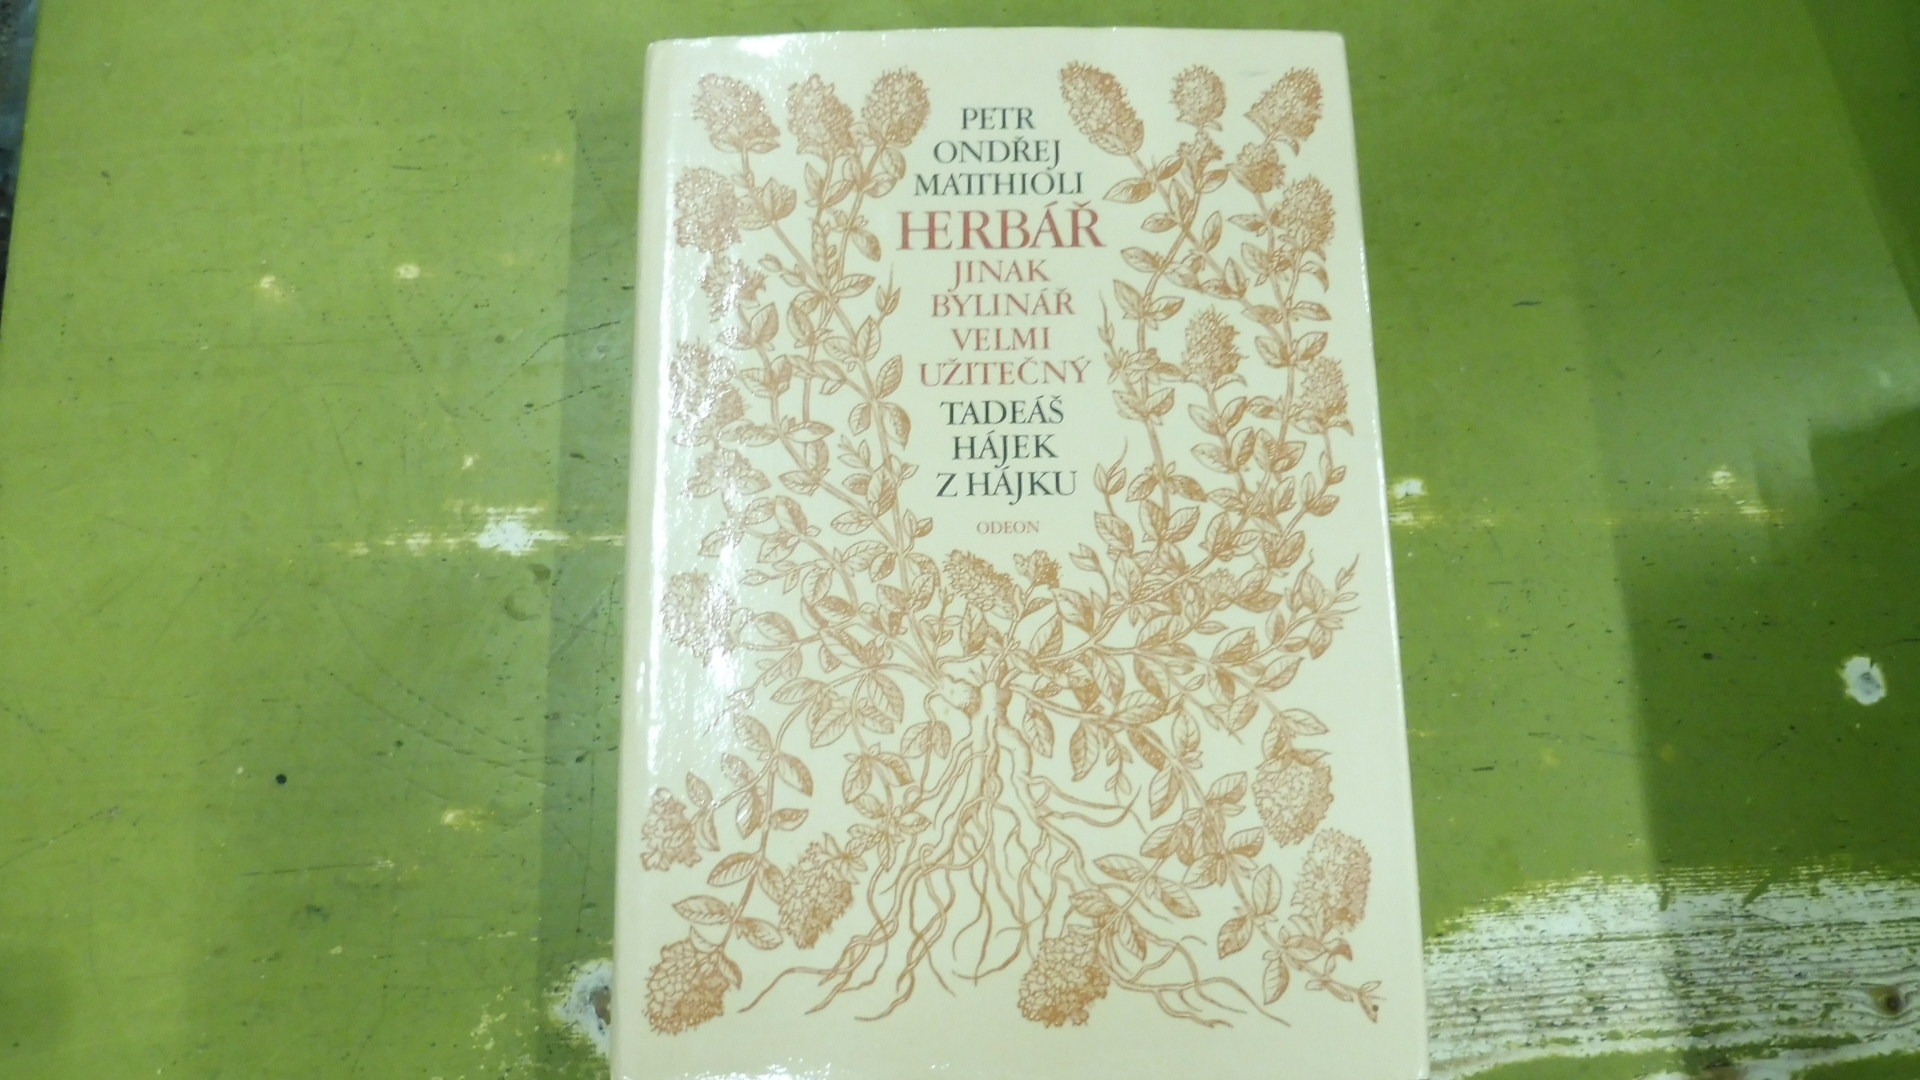 PETR
ONDŘEJ
MATTHIOLI
HERBÁŘ
JINAK
BYLINÁŘ
VELMI
UŽITEČNÝ
TADEÁŠ
HÁJEK
Z HÁJKU
ODEON